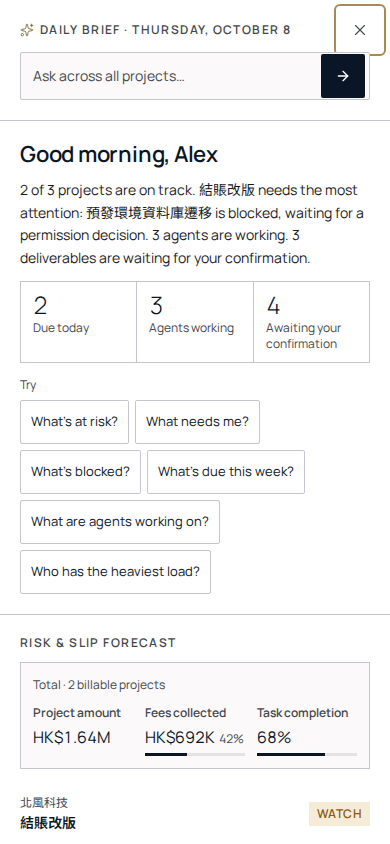 DAILY BRIEF · THURSDAY, OCTOBER 8
Ask across all projects…
Good morning, Alex
2 of 3 projects are on track. 結賬改版 needs the most
attention: 預發環境資料庫遷移 is blocked, waiting for a
permission decision. 3 agents are working. 3
deliverables are waiting for your confirmation.
2
Due today
3
Agents working
4
Awaiting your
confirmation
Try
What's at risk?
What needs me?
What's blocked?
What's due this week?
What are agents working on?
Who has the heaviest load?
RISK & SLIP FORECAST
Total · 2 billable projects
Project amount
HK$1.64M
Fees collected
HK$692K 42%
Task completion
68%
北風科技
結賬改版
WATCH